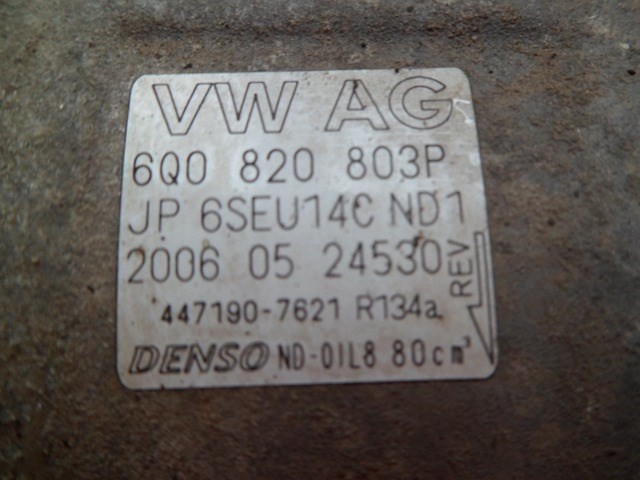 VW AG
6Q0 820 803P
JP 6SEU14C ND1
2006 05 24530
REV
447190-7621 R134a
DENSO ND-OIL8 80cm³